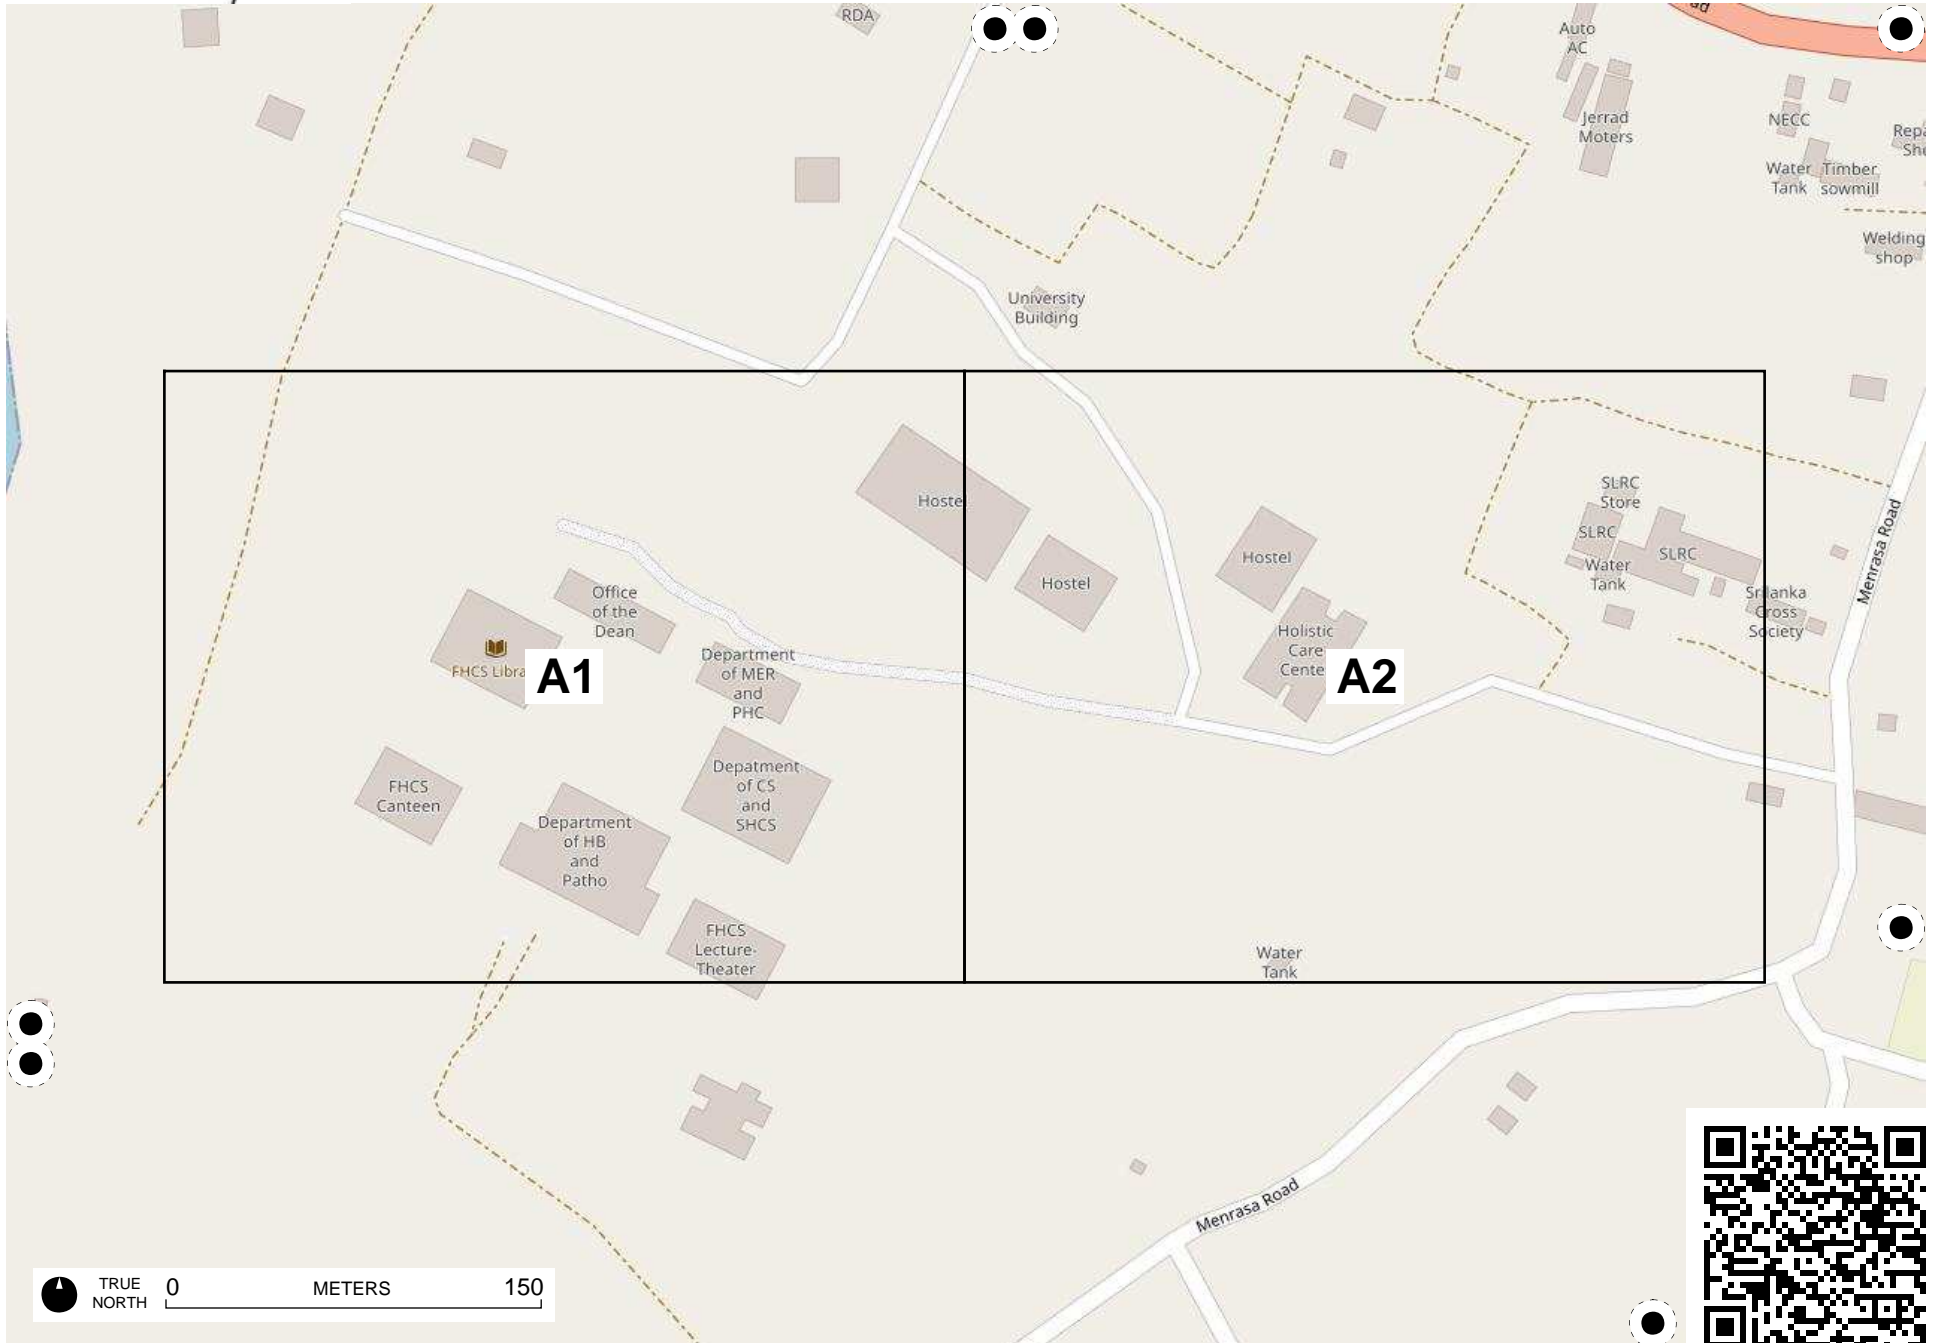 RDA
ad
Auto
AC
Jerrad
Moters
NECC
Water
Tank
Timber
sowmill
Welding
shop
University
Building
Hostel
Hostel
Hostel
SLRC
Store
SLRC
SLRC
Water
Tank
Menrasa Road
Office
of the
Dean
Srilanka
Cross
Society
Holistic
Care
Cente
FHCS Libra
A1
A2
Department
of MER
and
PHC
Depatment
of CS
and
SHCS
FHCS
Canteen
Department
of HB
and
Patho
FHCS
Lecture-
Theater
Water
Tank
Menrasa Road
TRUE
NORTH
0 METERS 150